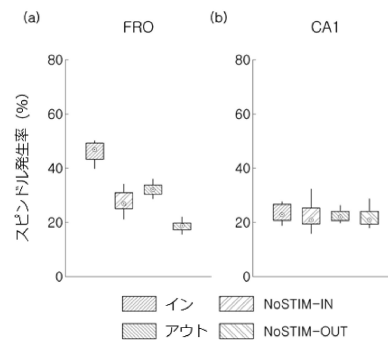 (a)
FRO
(b)
CA1
スピンドル発生率 (%)
80
60
40
20
0
80
60
40
20
0
イン
NoSTIM-IN
アウト
NoSTIM-OUT